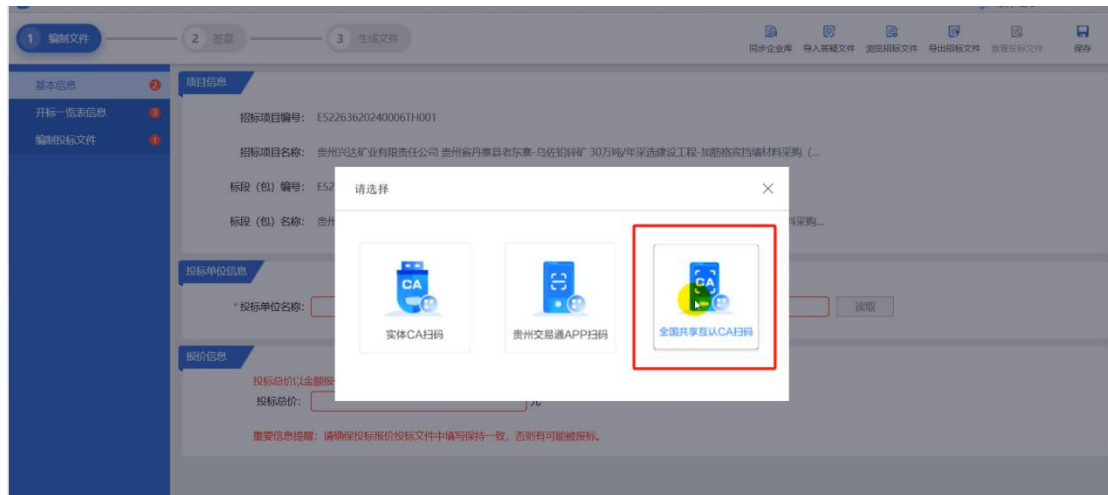 1 编制文件
2 签章
3 生成文件
同步企业库
导入答疑文件
浏览招标文件
导出招标文件
查看投标文件
保存
基本信息 2
开标一览表信息 3
编制投标文件 1
项目信息
招标项目编号： E52263620240006TH001
招标项目名称： 贵州兴达矿业有限责任公司 贵州省丹寨县老东寨-乌佐铅锌矿 30万吨/年采选建设工程-加筋格宾挡墙材料采购（...
标段（包）编号： E52
标段（包）名称： 贵州
料采购...
投标单位信息
*投标单位名称：
读取
报价信息
投标总价以金额报
投标总价：
元
重要信息提醒：请确保投标报价投标文件中填写保持一致，否则有可能被废标。
请选择
CA
实体CA扫码
贵州交易通APP扫码
CA
全国共享互认CA扫码